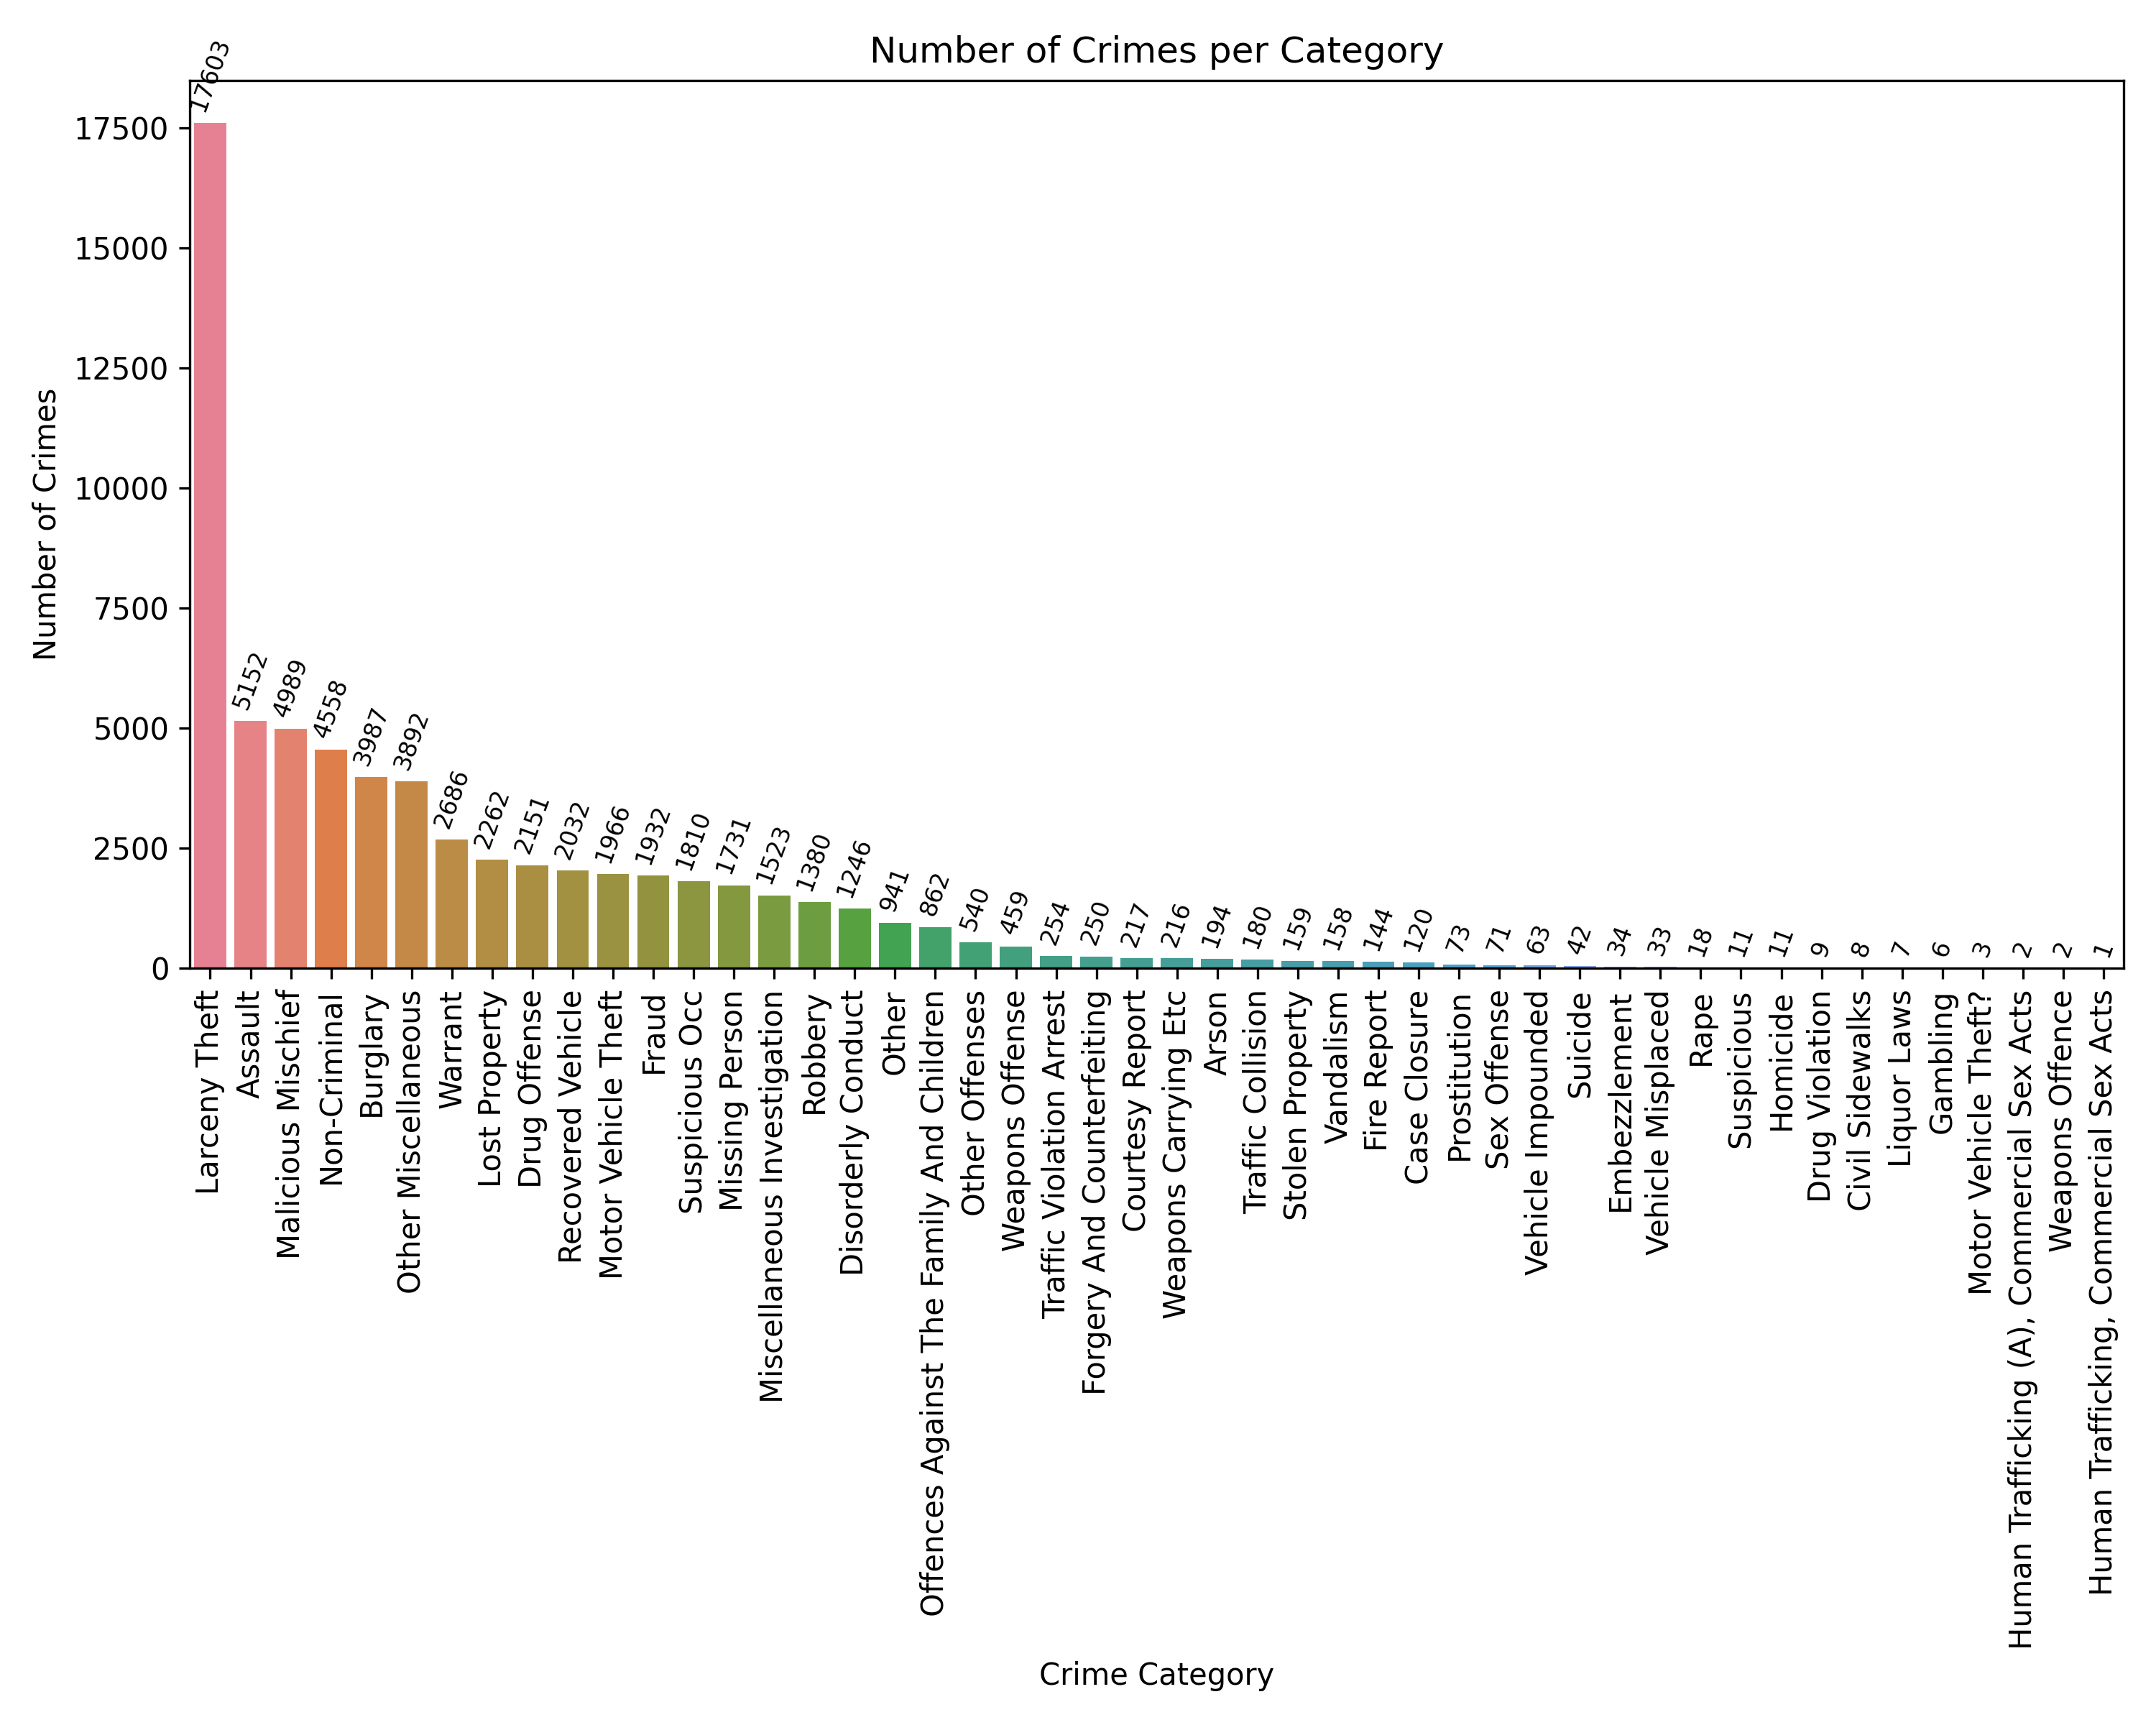 Number of Crimes per Category
Number of Crimes
17500
15000
12500
10000
7500
5000
2500
0
17603
5152
4989
4558
3987
3892
2686
2262
2151
2032
1966
1932
1810
1731
1523
1380
1246
941
862
540
459
254
250
217
216
194
180
159
158
144
120
73
71
63
42
34
33
18
11
11
9
8
7
6
3
2
2
1
Larceny Theft
Assault
Malicious Mischief
Non-Criminal
Burglary
Other Miscellaneous
Warrant
Lost Property
Drug Offense
Recovered Vehicle
Motor Vehicle Theft
Fraud
Suspicious Occ
Missing Person
Miscellaneous Investigation
Robbery
Disorderly Conduct
Other
Offences Against The Family And Children
Other Offenses
Weapons Offense
Traffic Violation Arrest
Forgery And Counterfeiting
Courtesy Report
Weapons Carrying Etc
Arson
Traffic Collision
Stolen Property
Vandalism
Fire Report
Case Closure
Prostitution
Sex Offense
Vehicle Impounded
Suicide
Embezzlement
Vehicle Misplaced
Rape
Suspicious
Homicide
Drug Violation
Civil Sidewalks
Liquor Laws
Gambling
Motor Vehicle Theft?
Human Trafficking (A), Commercial Sex Acts
Weapons Offence
Human Trafficking, Commercial Sex Acts
Crime Category